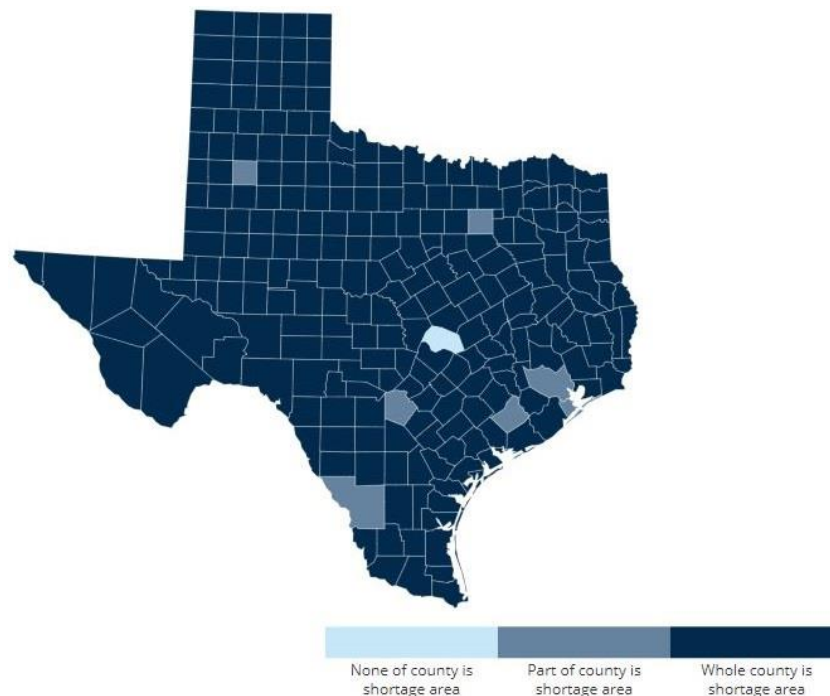 None of county is
shortage area
Part of county is
shortage area
Whole county is
shortage area